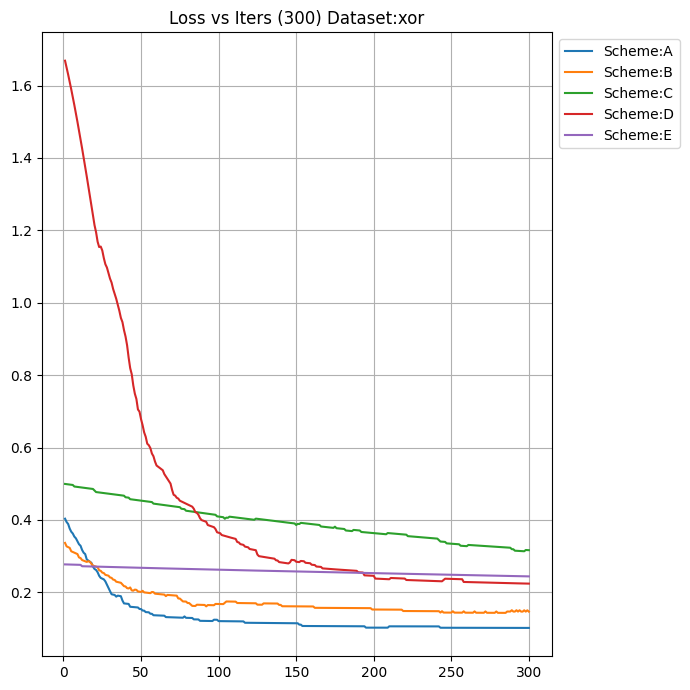 Loss vs Iters (300) Dataset:xor
Scheme:A
Scheme:B
Scheme:C
Scheme:D
Scheme:E
1.6
1.4
1.2
1.0
0.8
0.6
0.4
0.2
0 50 100 150 200 250 300